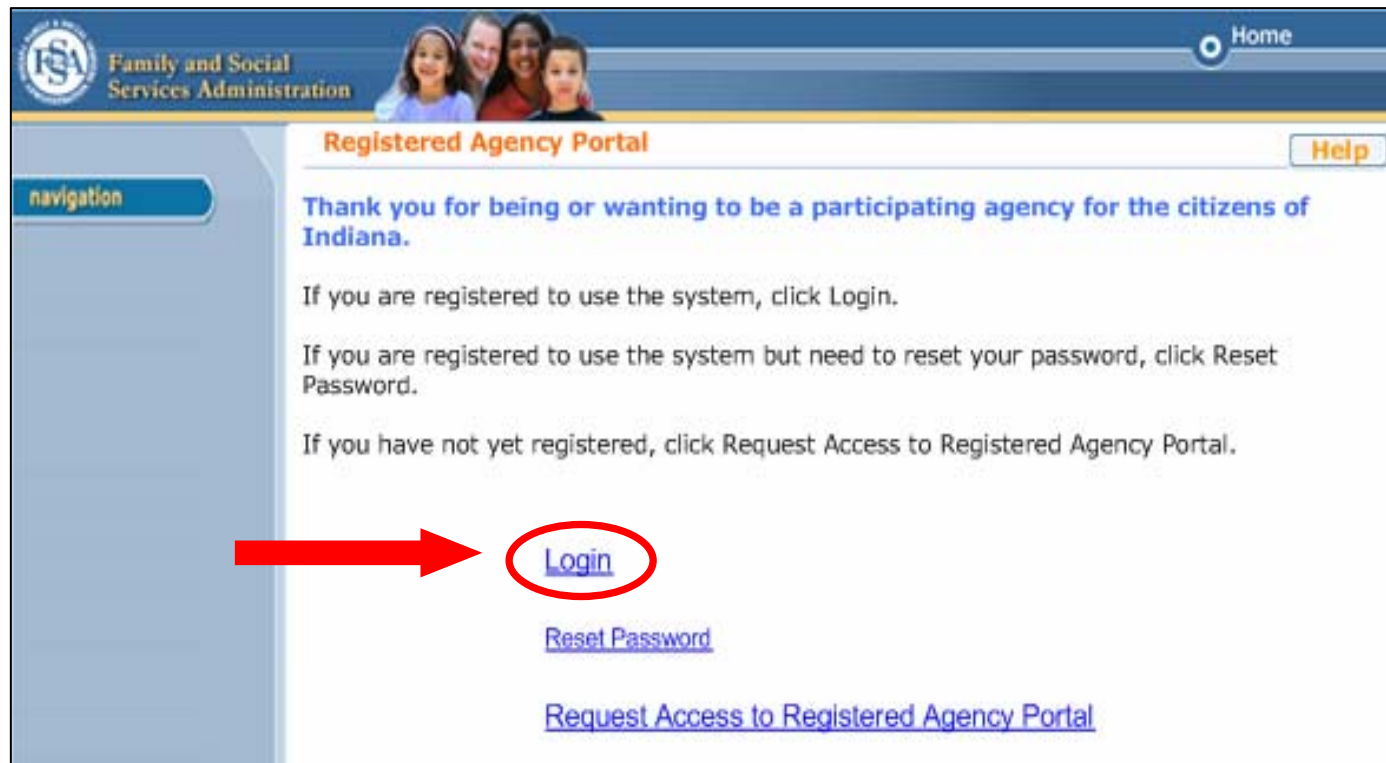 Home
FSSA
Family and Social
Services Administration
Registered Agency Portal
Help
navigation
Thank you for being or wanting to be a participating agency for the citizens of
Indiana.
If you are registered to use the system, click Login.
If you are registered to use the system but need to reset your password, click Reset
Password.
If you have not yet registered, click Request Access to Registered Agency Portal.
Login
Reset Password
Request Access to Registered Agency Portal